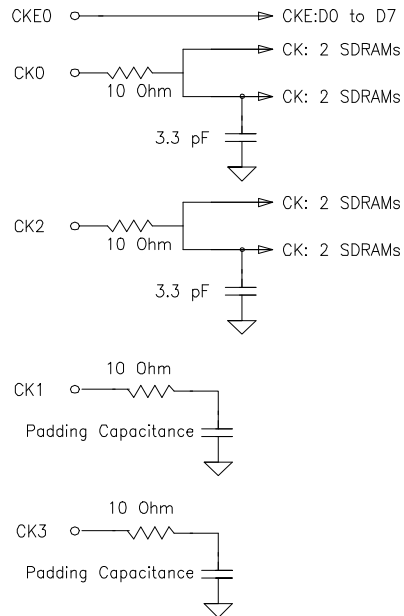 CKE0 CKE:D0 to D7
CK: 2 SDRAMs
CK0
10 Ohm CK: 2 SDRAMs
3.3 pF
CK: 2 SDRAMs
CK2
10 Ohm CK: 2 SDRAMs
3.3 pF
10 Ohm
CK1
Padding Capacitance
10 Ohm
CK3
Padding Capacitance